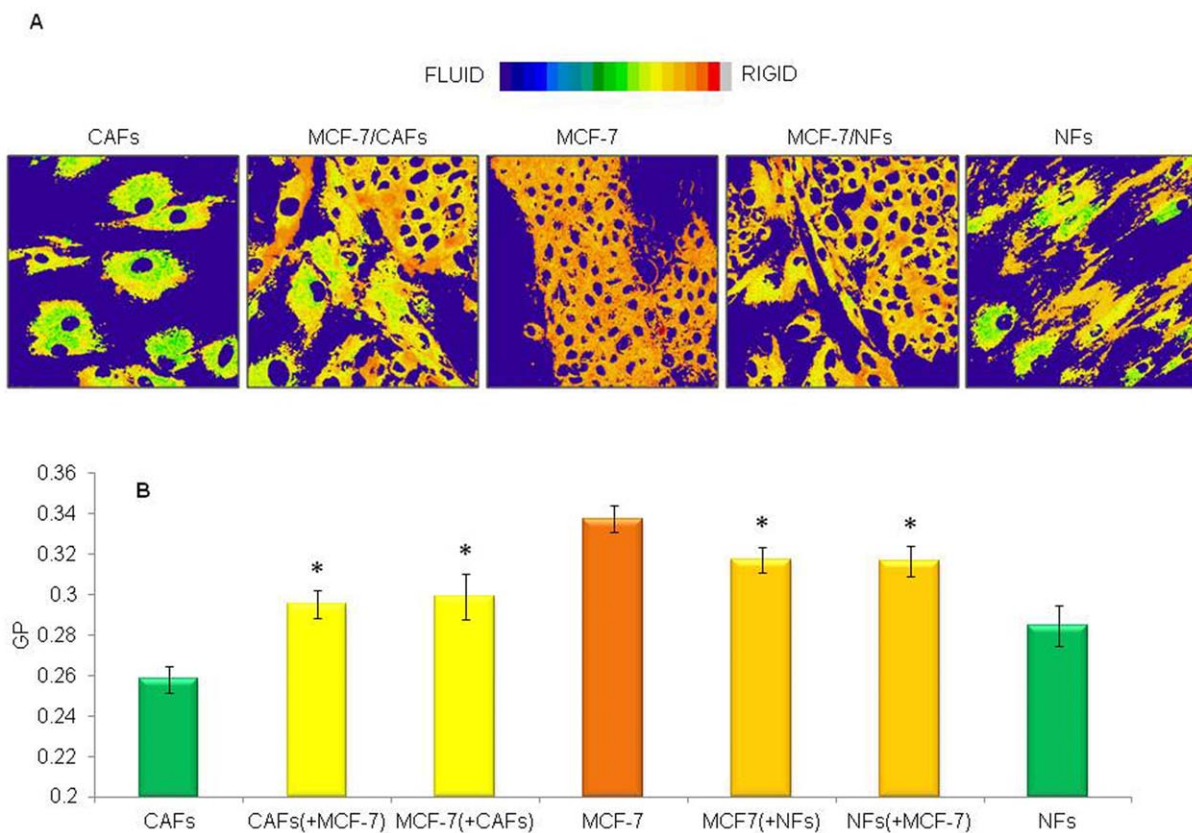 A
FLUID RIGID
CAFs MCF-7/CAFs MCF-7 MCF-7/NFs NFs
B
0.36
0.34
0.32
0.3
0.28
0.26
0.24
0.22
0.2
GP
* * * *
CAFs CAFs(+MCF-7) MCF-7(+CAFs) MCF-7 MCF7(+NFs) NFs(+MCF-7) NFs